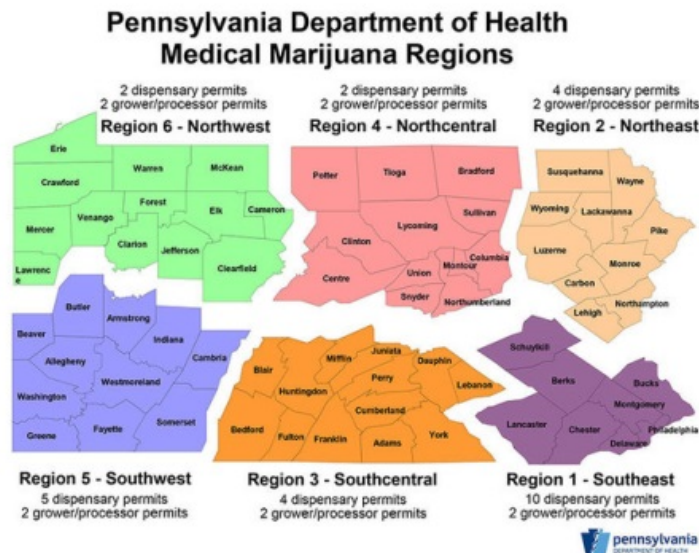 Pennsylvania Department of Health
Medical Marijuana Regions
2 dispensary permits
2 grower/processor permits
Region 6 - Northwest
Erie
Warren
McKean
Crawford
Forest
Elk
Cameron
Mercer
Venango
Clarion
Jefferson
Clearfield
Lawrenc
e
2 dispensary permits
2 grower/processor permits
Region 4 - Northcentral
Potter
Tioga
Bradford
Sullivan
Lycoming
Clinton
Columbia
Montour
Union
Centre
Snyder
Northumberland
4 dispensary permits
2 grower/processor permits
Region 2 - Northeast
Susquehanna
Wayne
Wyoming
Lackawanna
Pike
Luzerne
Monroe
Carbon
Northampton
Lehigh
Butler
Armstrong
Beaver
Indiana
Allegheny
Cambria
Westmoreland
Washington
Somerset
Fayette
Greene
Region 5 - Southwest
5 dispensary permits
2 grower/processor permits
Juniata
Mifflin
Dauphin
Blair
Perry
Lebanon
Huntingdon
Cumberland
Bedford
Fulton
Franklin
Adams
York
Region 3 - Southcentral
4 dispensary permits
2 grower/processor permits
Schuylkill
Berks
Bucks
Montgomery
Lancaster
Chester
Philadelphia
Delaware
Region 1 - Southeast
10 dispensary permits
2 grower/processor permits
pennsylvania
DEPARTMENT OF HEALTH